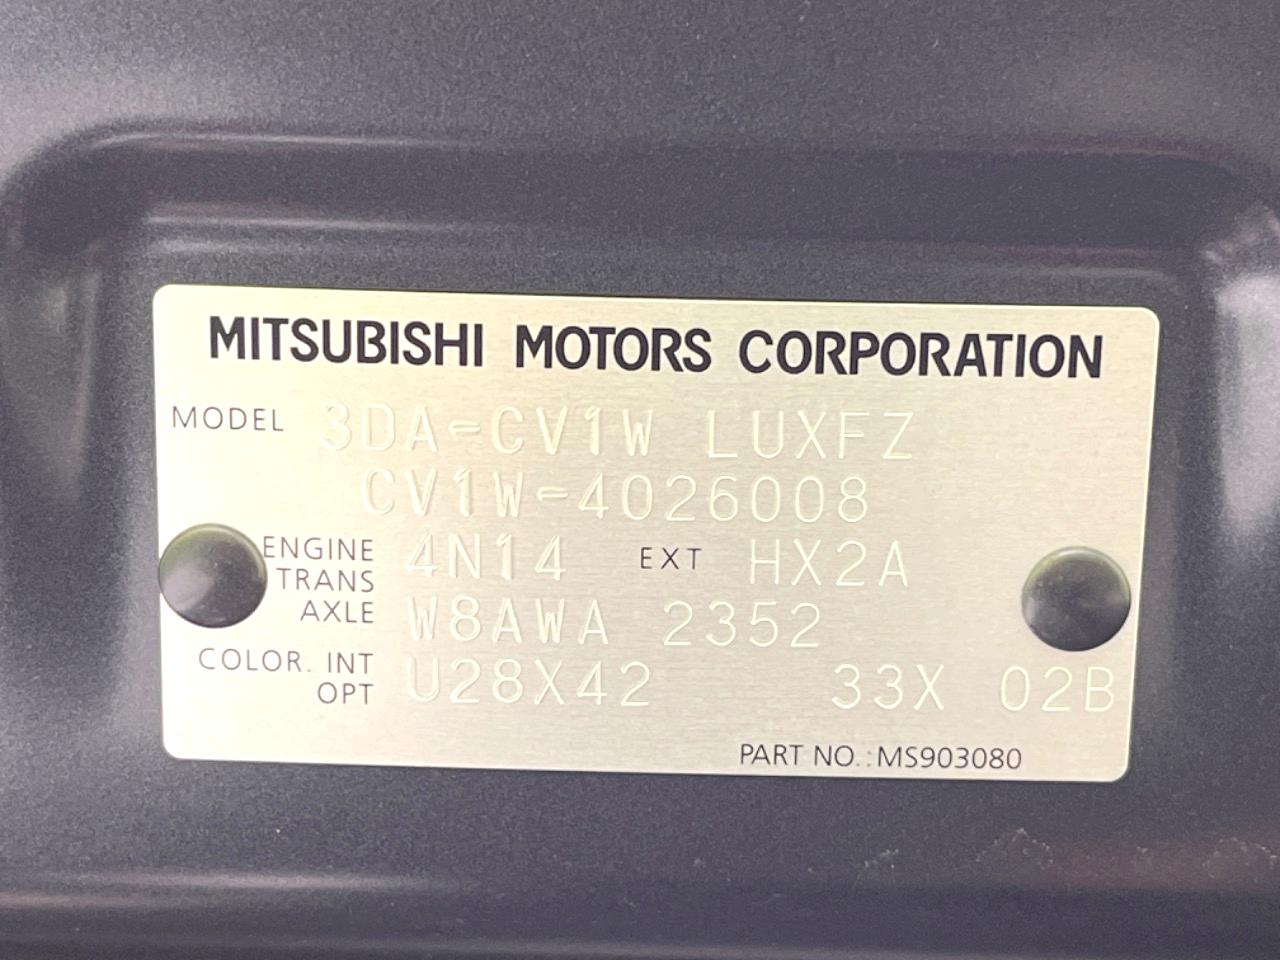 MITSUBISHI MOTORS CORPORATION
MODEL 3DA-CV1W LUXFZ
CV1W-4026008
ENGINE 4N14 EXT HX2A
TRANS
AXLE W8AWA 2352
COLOR. INT
OPT U28X42 33X 02B
PART NO.:MS903080